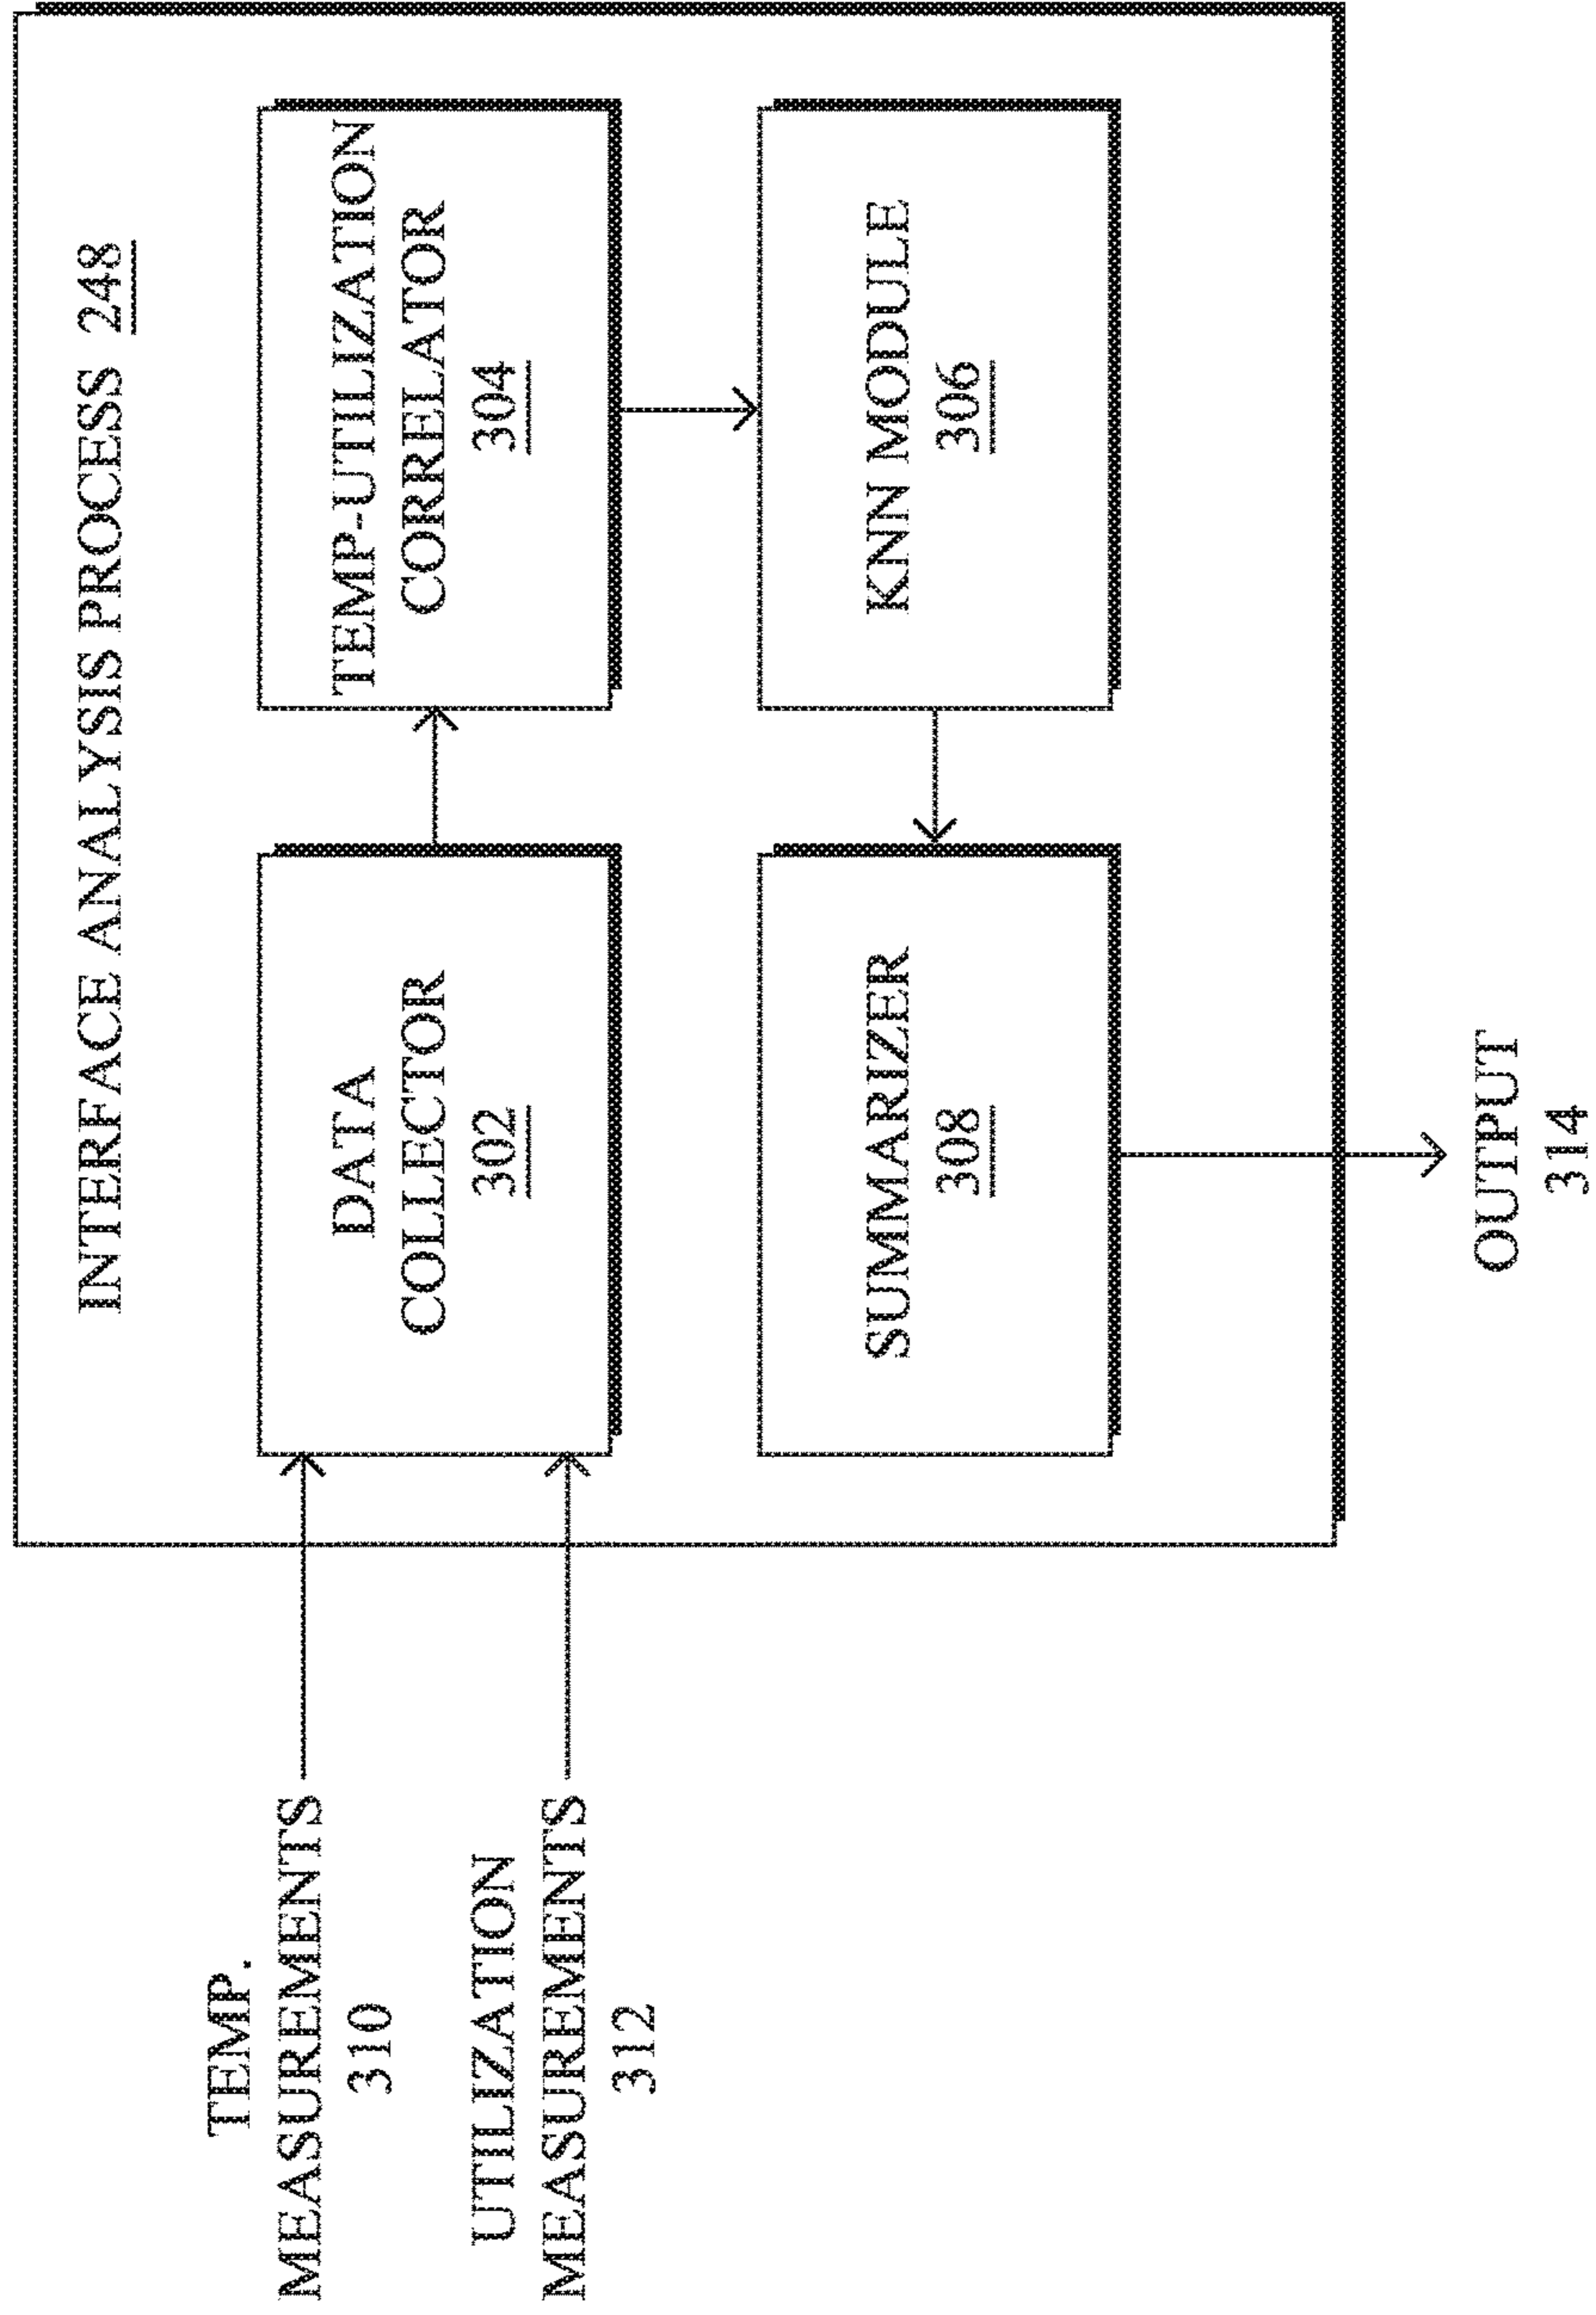 INTERFACE ANALYSIS PROCESS 248
TEMP.
MEASUREMENTS
310
UTILIZATION
MEASUREMENTS
312
DATA
COLLECTOR
302
TEMP-UTILIZATION
CORRELATOR
304
SUMMARIZER
308
KNN MODULE
306
OUTPUT
314